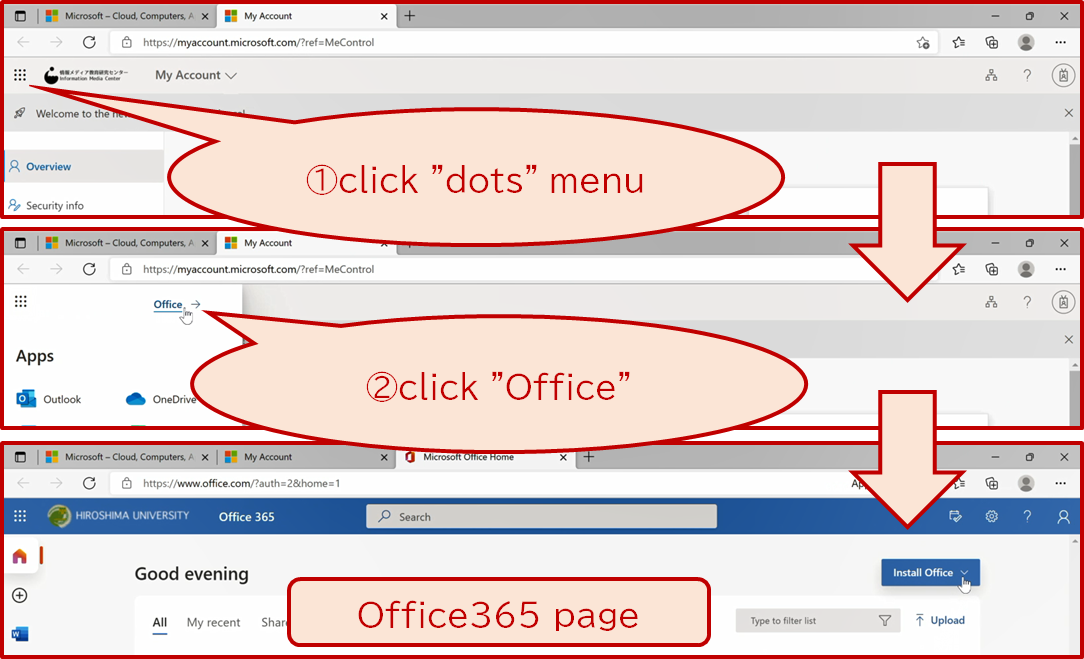 Microsoft – Cloud, Computers, A
My Account
https://myaccount.microsoft.com/?ref=MeControl
情報メディア教育研究センター
Information Media Center
My Account
Welcome to the new
Overview
Security info
①click ”dots” menu
Microsoft – Cloud, Computers, A
My Account
https://myaccount.microsoft.com/?ref=MeControl
Office
Apps
Outlook
OneDrive
②click ”Office”
Microsoft – Cloud, Computers, A
My Account
Microsoft Office Home
https://www.office.com/?auth=2&home=1
HIROSHIMA UNIVERSITY
Office 365
Search
Good evening
Install Office
All
My recent
Type to filter list
Upload
Office365 page